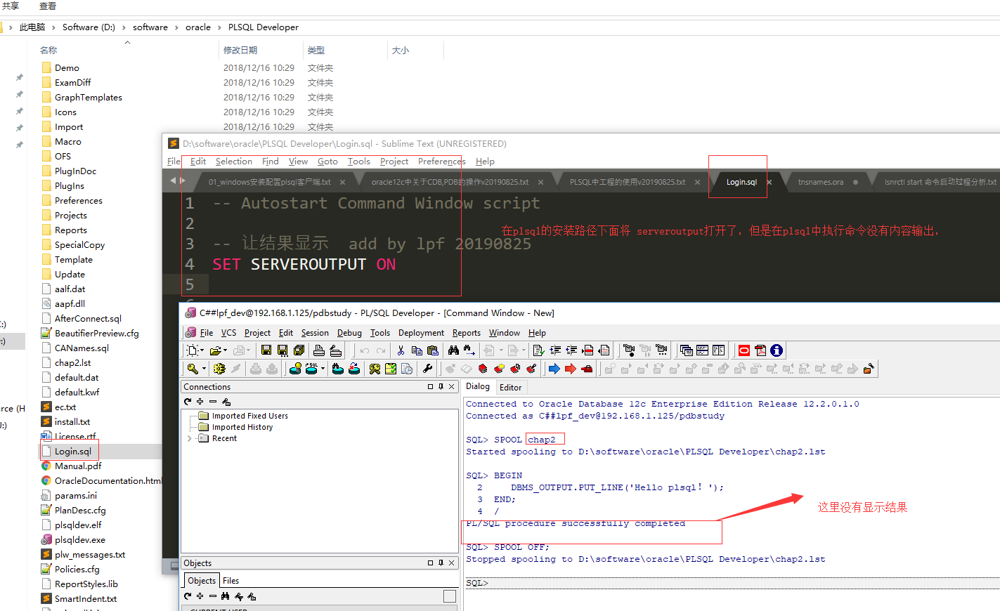 共享 查看
此电脑 > Software (D:) > software > oracle > PLSQL Developer
名称 修改日期 类型 大小
Demo 2018/12/16 10:29 文件夹
ExamDiff 2018/12/16 10:29 文件夹
GraphTemplates 2018/12/16 10:29 文件夹
Icons 2018/12/16 10:29 文件夹
Import 2018/12/16 10:29 文件夹
Macro
OFS
PlugInDoc
PlugIns
Preferences
Projects
Reports
SpecialCopy
Template
Update
aalf.dat
aapf.dll
AfterConnect.sql
BeautifierPreview.cfg
CANames.sql
chap2.lst
default.dat
default.kwf
ec.txt
install.txt
License.rtf
Login.sql
Manual.pdf
OracleDocumentation.html
params.ini
PlanDesc.cfg
plsqldev.elf
plsqldev.exe
plw_messages.txt
Policies.cfg
ReportStyles.lib
SmartIndent.txt
:)
:)
urce (H
J:)
D:\software\oracle\PLSQL Developer\Login.sql - Sublime Text (UNREGISTERED)
File Edit Selection Find View Goto Tools Project Preferences Help
01_windows安装配置plsql客户端.txt × oracle12c中关于CDB,PDB的操作v20190825.txt × PLSQL中工程的使用v20190825.txt × Login.sql × tnsnames.ora lsnrctl start 命令启动过程分析.txt
1 -- Autostart Command Window script
2
3 -- 让结果显示 add by lpf 20190825
4 SET SERVEROUTPUT ON
5
在plsql的安装路径下面将 serveroutput打开了，但是在plsql中执行命令没有内容输出，
C##lpf_dev@192.168.1.125/pdbstudy - PL/SQL Developer - [Command Window - New]
File VCS Project Edit Session Debug Tools Deployment Reports Window Help
Connections
Imported Fixed Users
Imported History
Recent
Objects
Objects Files
CURRENT USER
Dialog Editor
Connected to Oracle Database 12c Enterprise Edition Release 12.2.0.1.0
Connected as C##lpf_dev@192.168.1.125/pdbstudy
SQL> SPOOL chap2
Started spooling to D:\software\oracle\PLSQL Developer\chap2.lst
SQL> BEGIN
2 DBMS_OUTPUT.PUT_LINE('Hello plsql！');
3 END;
4 /
PL/SQL procedure successfully completed
SQL> SPOOL OFF;
Stopped spooling to D:\software\oracle\PLSQL Developer\chap2.lst
SQL>
这里没有显示结果